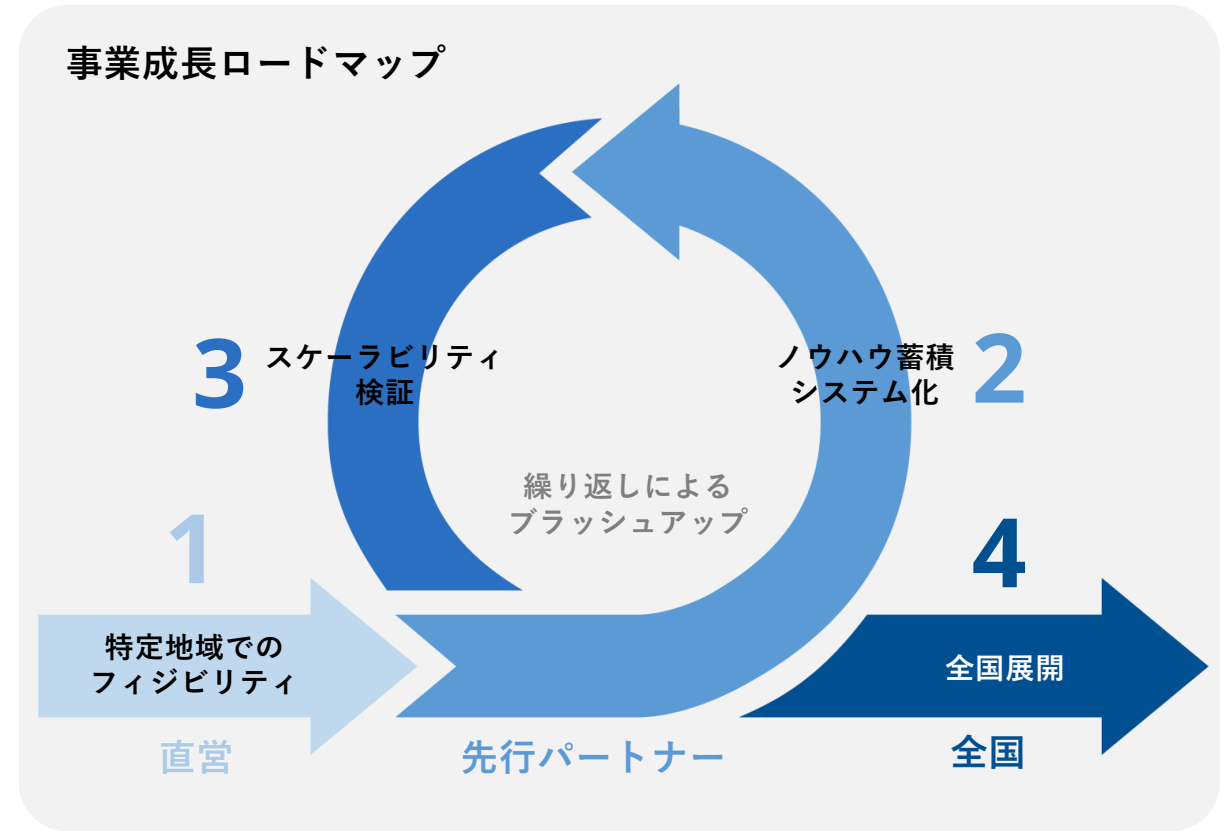 事業成長ロードマップ
3
スケーラビリティ
検証
ノウハウ蓄積
システム化
2
繰り返しによる
ブラッシュアップ
1
4
特定地域での
フィジビリティ
全国展開
直営
先行パートナー
全国